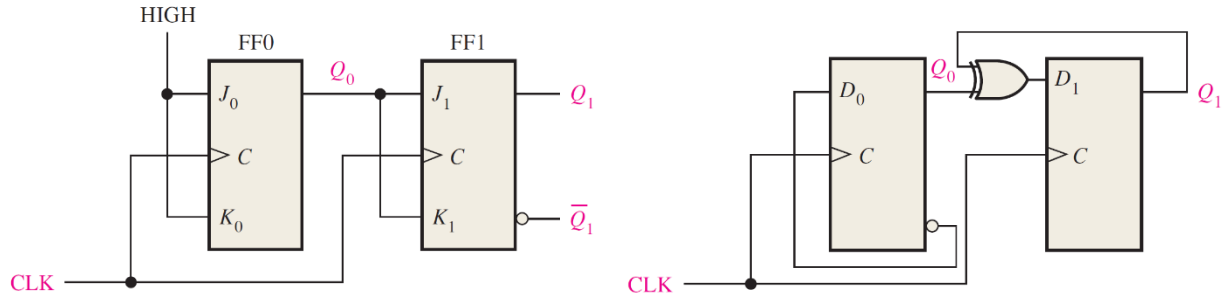 HIGH
FF0 FF1
Q₀ Q₀
J₀ J₁ Q₁ D₀ D₁ Q₁
C C C C
K₀ K₁ Q̅₁
CLK CLK